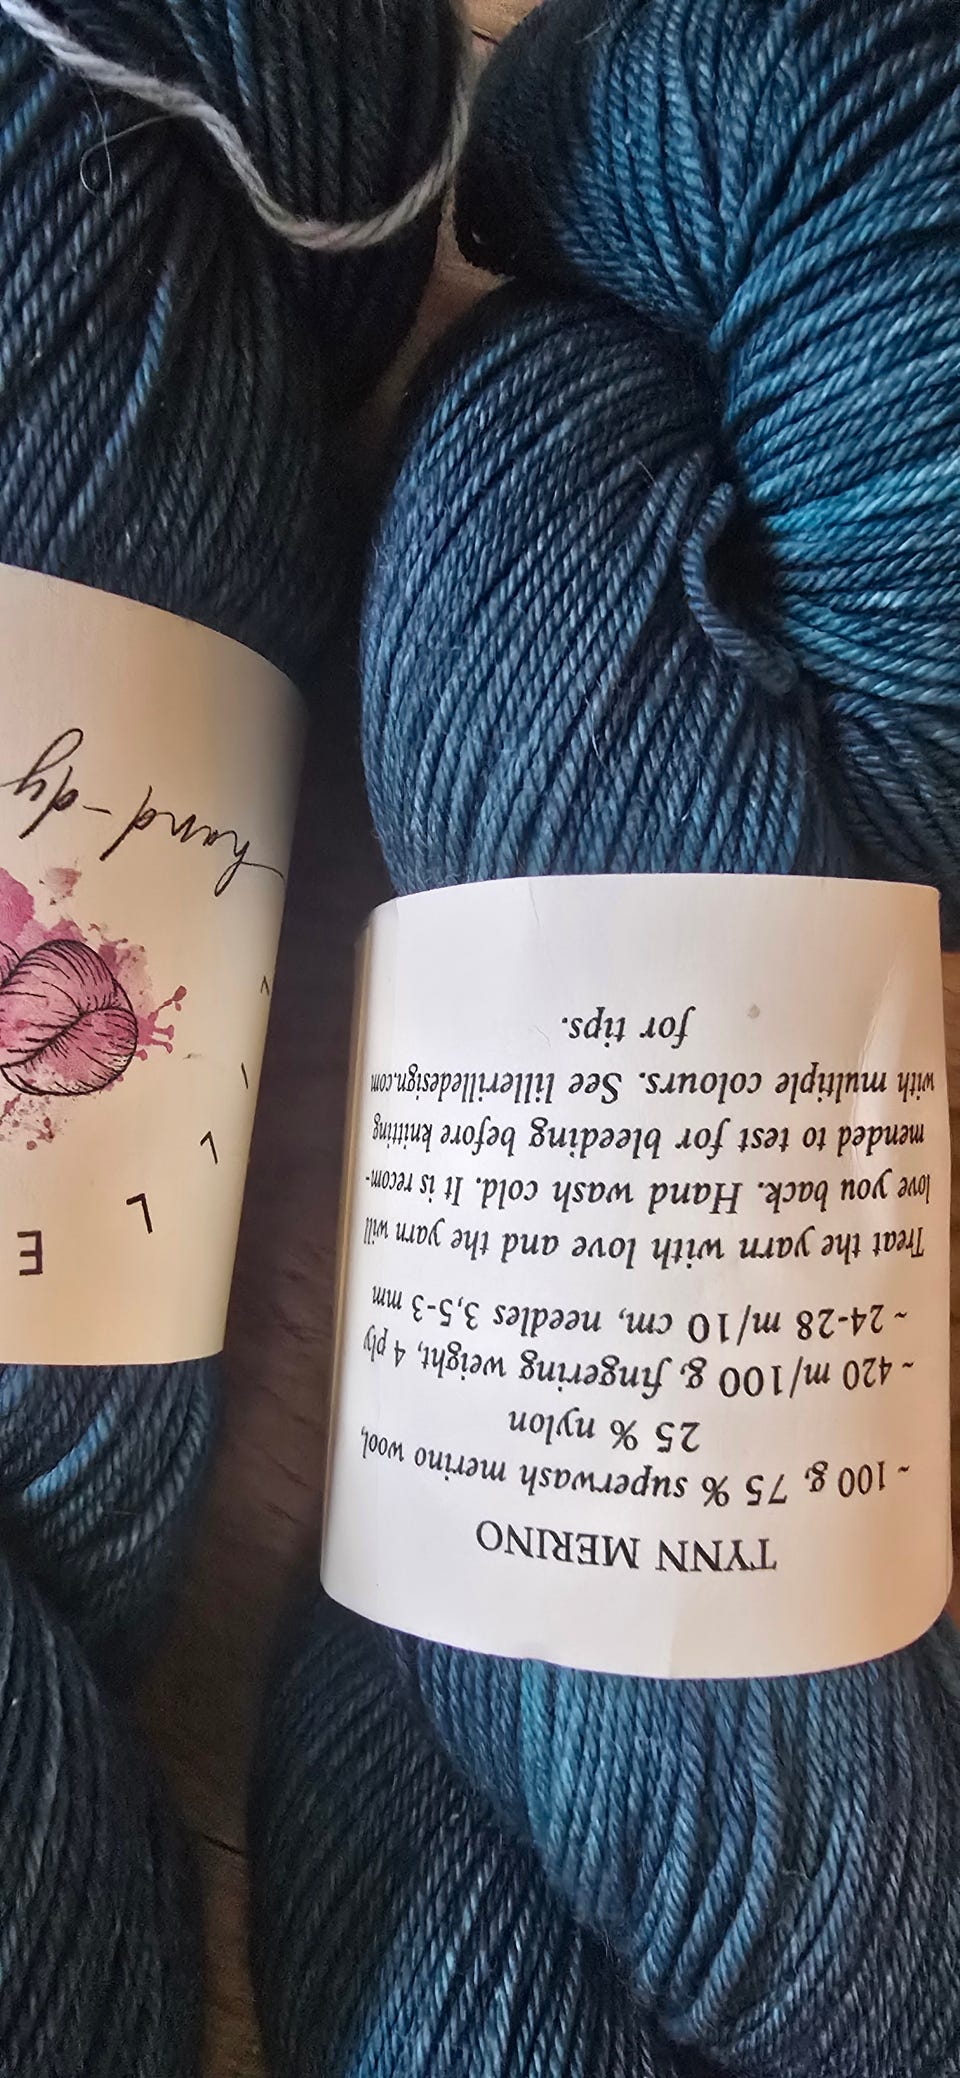 TYNN MERINO
~ 100 g, 75 % superwash merino wool,
25 % nylon
~ 420 m/100 g, fingering weight, 4 ply
~ 24-28 m/10 cm, needles 3,5-3 mm
Treat the yarn with love and the yarn will
love you back. Hand wash cold. It is recom-
mended to test for bleeding before knitting
with multiple colours. See lillerilledesign.com
for tips.
L L E
hand-dy